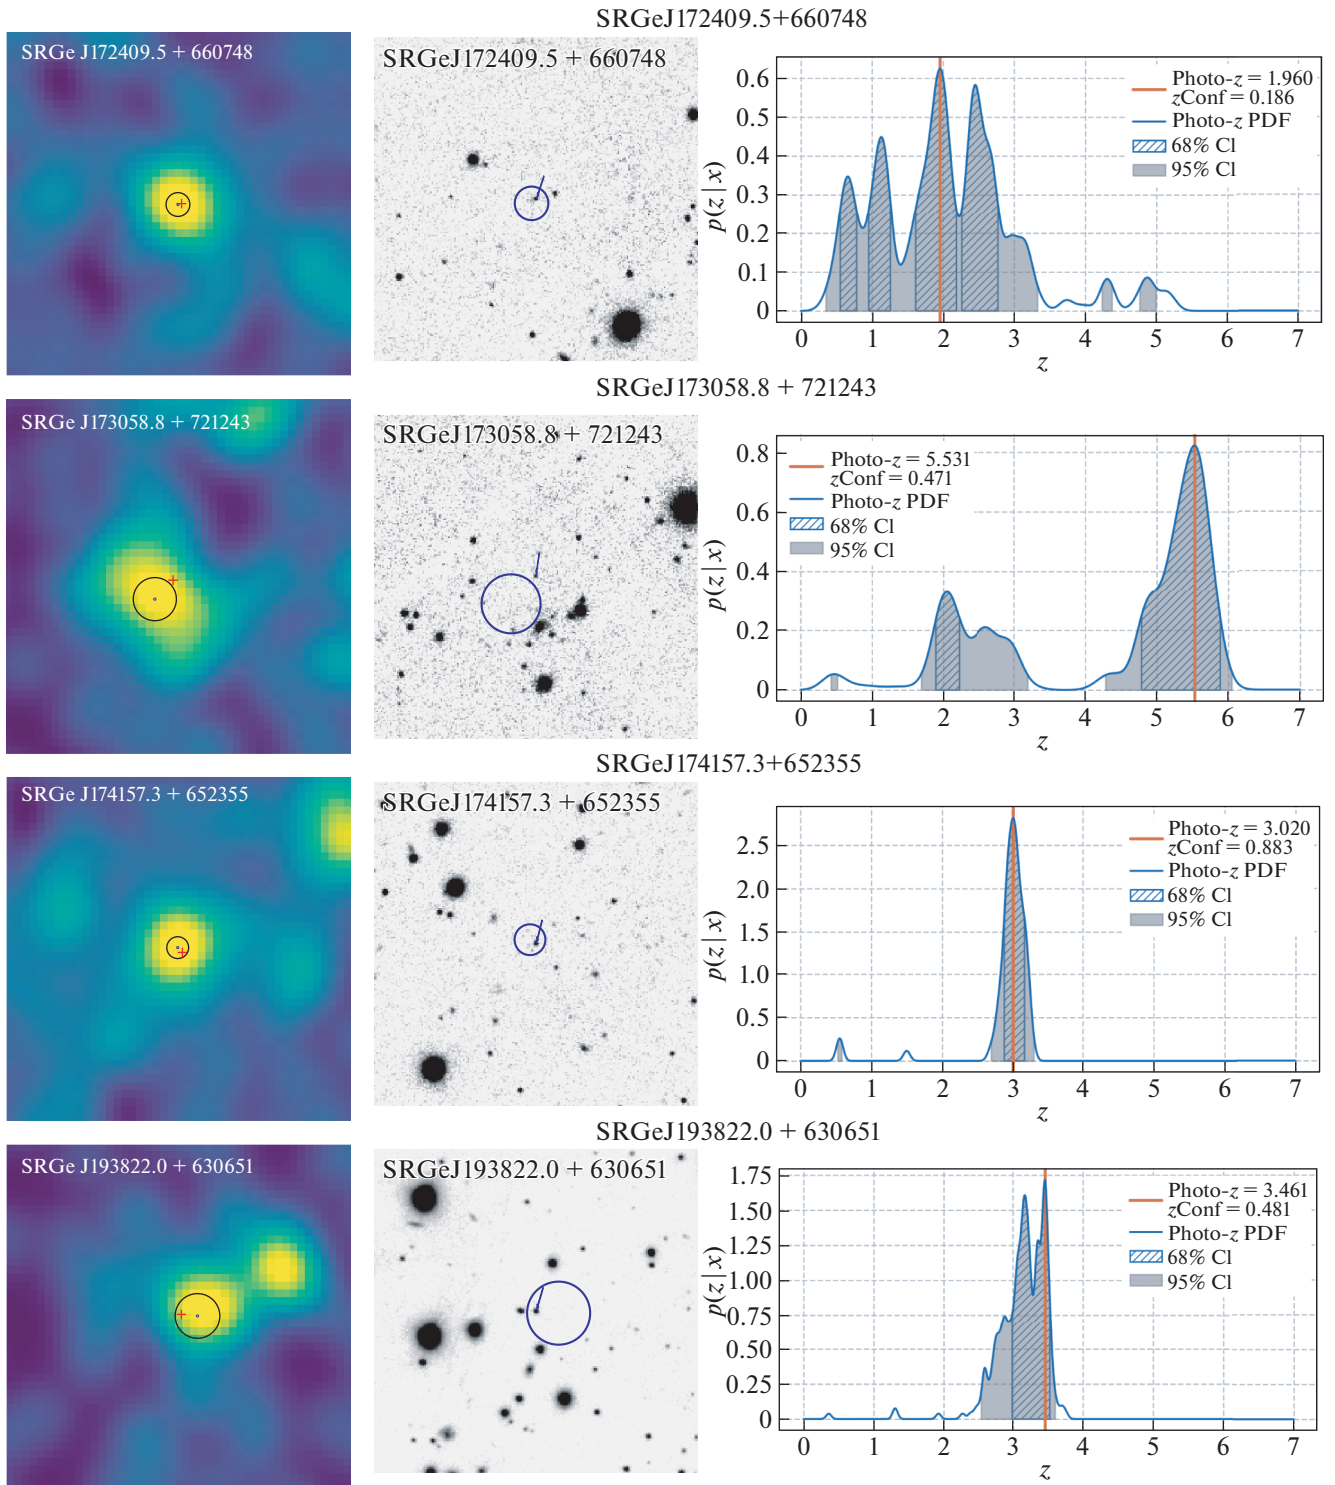 SRGeJ172409.5+660748
SRGe J172409.5 + 660748
SRGeJ172409.5 + 660748
Photo-z = 1.960
zConf = 0.186
Photo-z PDF
68% CI
95% CI
p(z | x)
0.6
0.5
0.4
0.3
0.2
0.1
0
0 1 2 3 4 5 6 7
z
SRGeJ173058.8 + 721243
SRGe J173058.8 + 721243
SRGeJ173058.8 + 721243
Photo-z = 5.531
zConf = 0.471
Photo-z PDF
68% CI
95% CI
p(z | x)
0.8
0.6
0.4
0.2
0
0 1 2 3 4 5 6 7
z
SRGeJ174157.3+652355
SRGe J174157.3 + 652355
SRGeJ174157.3 + 652355
Photo-z = 3.020
zConf = 0.883
Photo-z PDF
68% CI
95% CI
p(z | x)
2.5
2.0
1.5
1.0
0.5
0
0 1 2 3 4 5 6 7
z
SRGeJ193822.0 + 630651
SRGe J193822.0 + 630651
SRGeJ193822.0 + 630651
Photo-z = 3.461
zConf = 0.481
Photo-z PDF
68% CI
95% CI
p(z | x)
1.75
1.50
1.25
1.00
0.75
0.50
0.25
0
0 1 2 3 4 5 6 7
z